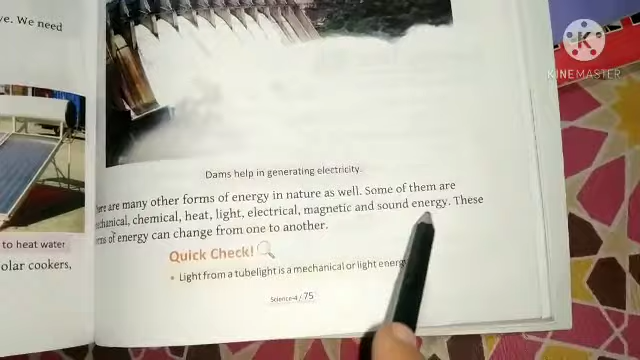 ve. We need
to heat water
olar cookers,
Dams help in generating electricity.
are many other forms of energy in nature as well. Some of them are
chanical, chemical, heat, light, electrical, magnetic and sound energy. These
of energy can change from one to another.
Quick Check!
• Light from a tubelight is a mechanical or light energy
Science-4 / 75
K
KINEMASTER